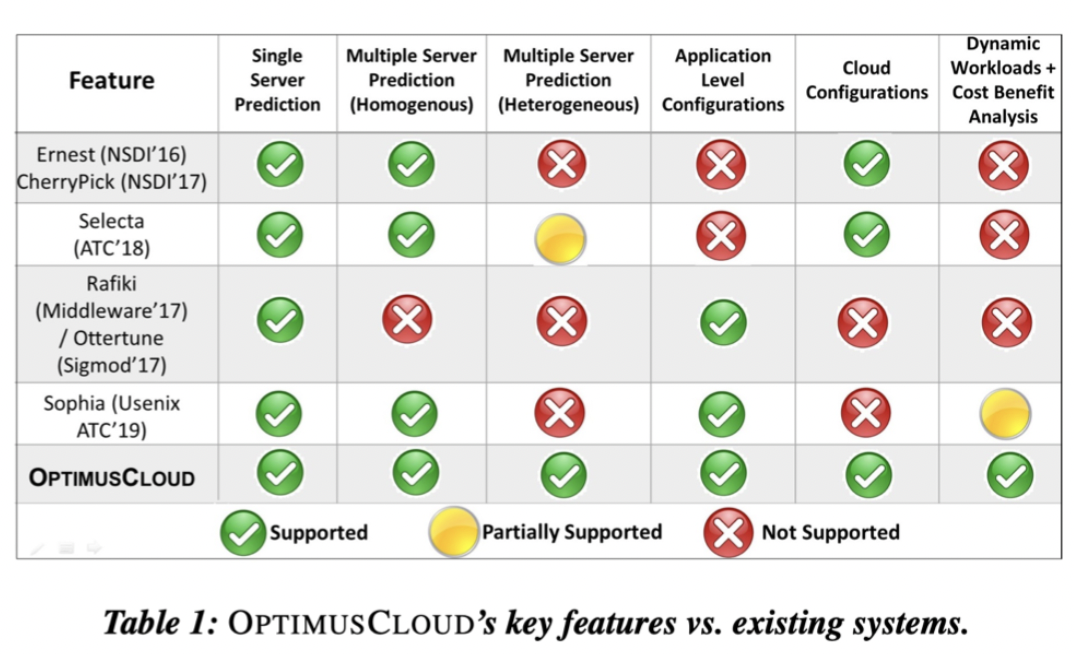 Feature
Single
Server
Prediction
Multiple Server
Prediction
(Homogenous)
Multiple Server
Prediction
(Heterogeneous)
Application
Level
Configurations
Cloud
Configurations
Dynamic
Workloads +
Cost Benefit
Analysis
Ernest (NSDI’16)
CherryPick (NSDI’17)
Selecta
(ATC’18)
Rafiki
(Middleware’17)
/ Ottertune
(Sigmod’17)
Sophia (Usenix
ATC’19)
OPTIMUSCLOUD
Supported
Partially Supported
Not Supported
Table 1: OPTIMUSCLOUD’s key features vs. existing systems.